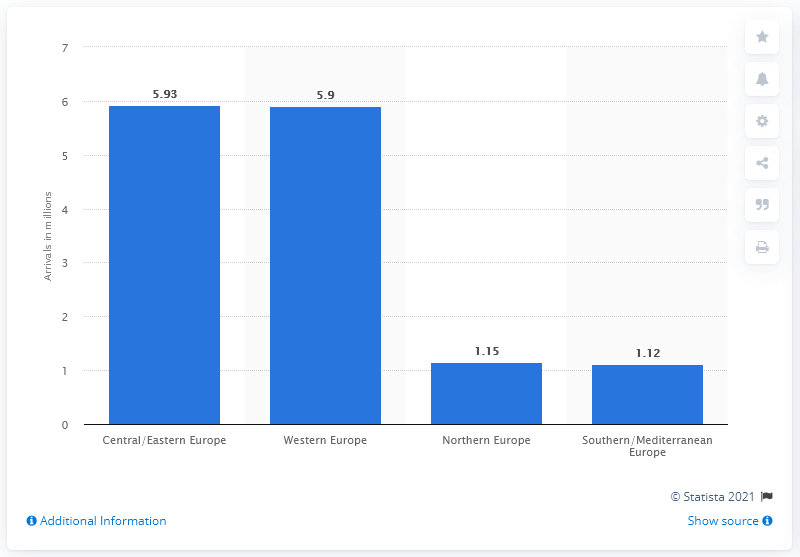 7
6
5
4
3
2
1
0
Arrivals in millions
5.93
5.9
1.15
1.12
Central/Eastern Europe
Western Europe
Northern Europe
Southern/Mediterranean
Europe
© Statista 2021
Additional Information
Show source